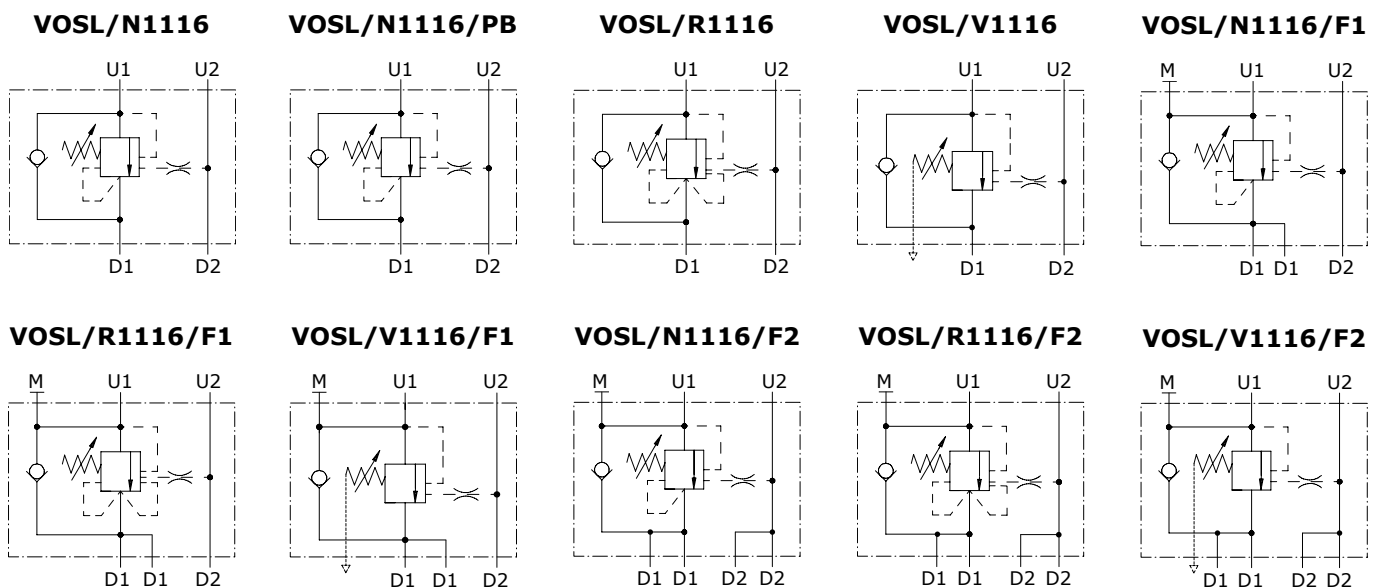 VOSL/N1116 VOSL/N1116/PB VOSL/R1116 VOSL/V1116 VOSL/N1116/F1
U1 U2 U1 U2 U1 U2 U1 U2 M U1 U2
D1 D2 D1 D2 D1 D2 D1 D2 D1 D1 D2
VOSL/R1116/F1 VOSL/V1116/F1 VOSL/N1116/F2 VOSL/R1116/F2 VOSL/V1116/F2
M U1 U2 M U1 U2 M U1 U2 M U1 U2 M U1 U2
D1 D1 D2 D1 D1 D2 D1 D1 D2 D2 D1 D1 D2 D2 D1 D1 D2 D2